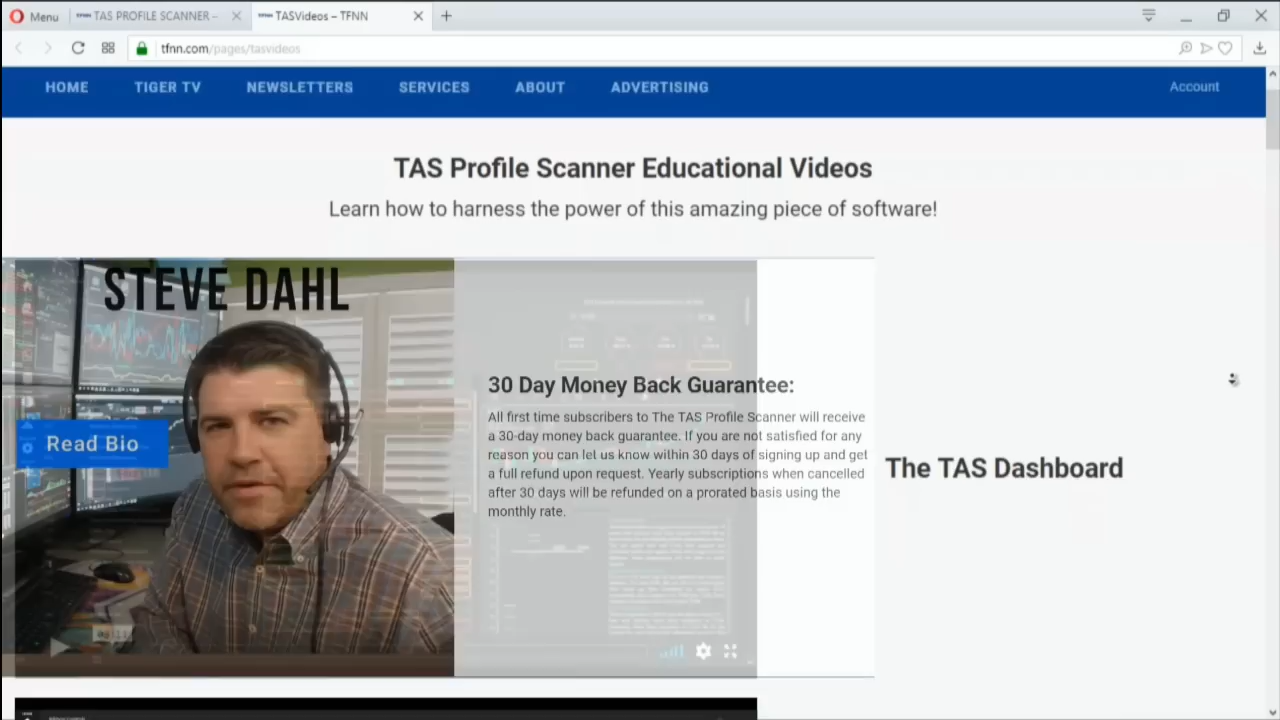 Menu
TAS PROFILE SCANNER –
TASVideos – TFNN
tfnn.com/pages/tasvideos
HOME
TIGER TV
NEWSLETTERS
SERVICES
ABOUT
ADVERTISING
Account
TAS Profile Scanner Educational Videos
Learn how to harness the power of this amazing piece of software!
STEVE DAHL
Read Bio
30 Day Money Back Guarantee:
All first time subscribers to The TAS Profile Scanner will receive
a 30-day money back guarantee. If you are not satisfied for any
reason you can let us know within 30 days of signing up and get
a full refund upon request. Yearly subscriptions when cancelled
after 30 days will be refunded on a prorated basis using the
monthly rate.
The TAS Dashboard